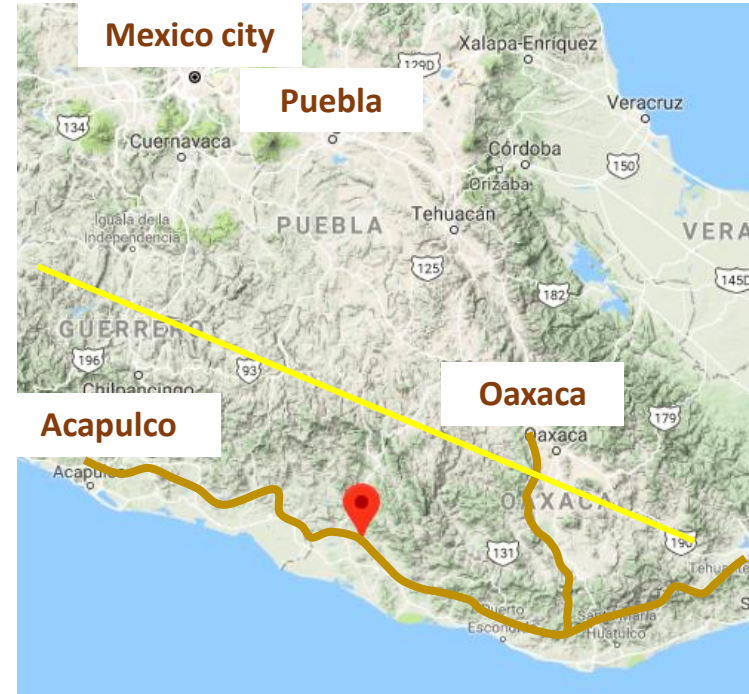 Mexico city
Xalapa-Enríquez
129D
Puebla
Veracruz
134
Cuernavaca
Córdoba
150
Orizaba
Iguala de la
Independencia
PUEBLA
Tehuacán
VERA
125
145D
182
GUERRERO
196
93
Chilpancingo
Oaxaca
179
Acapulco
Oaxaca
Acapulco
OAXACA
190
131
Tehuante
Puerto
Escondido
Santa María
Huatulco
S